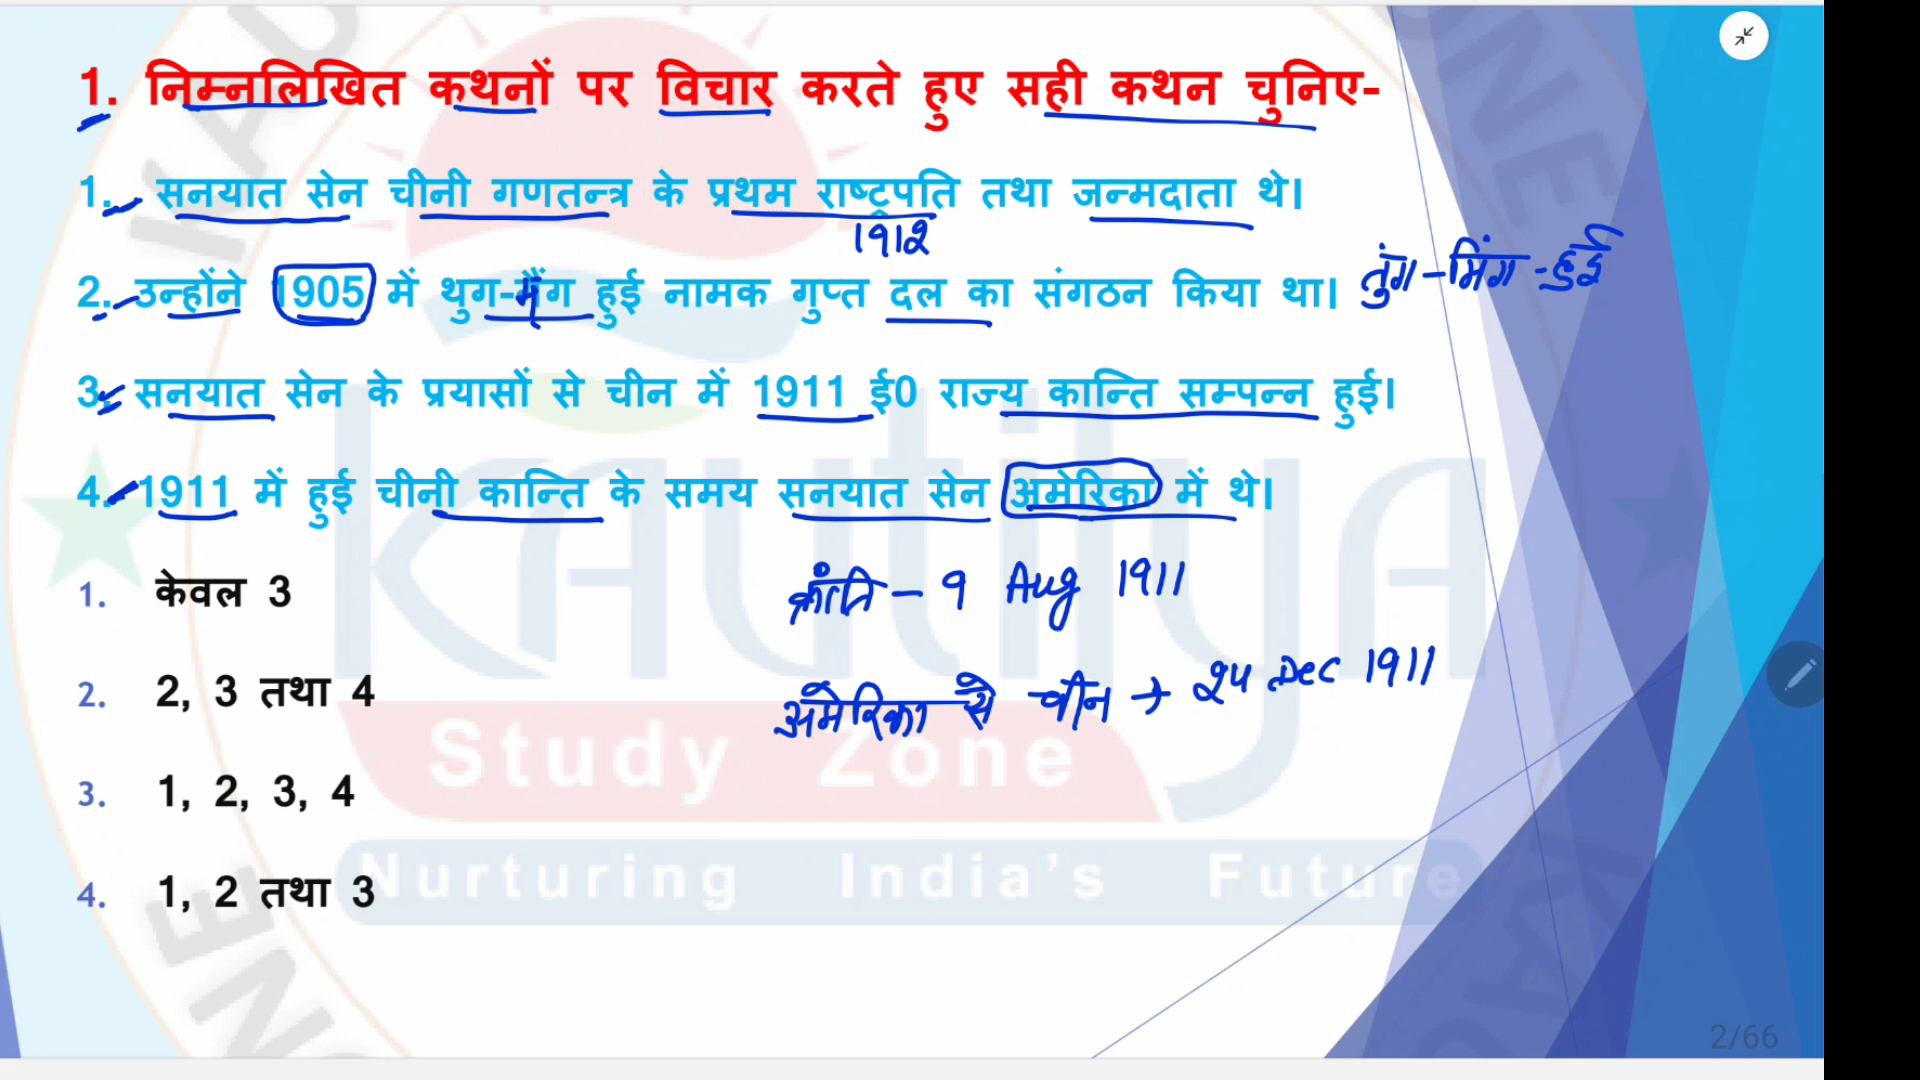 1. निम्नलिखित कथनों पर विचार करते हुए सही कथन चुनिए-
1. सनयात सेन चीनी गणतन्त्र के प्रथम राष्ट्रपति तथा जन्मदाता थे।
1912
2. उन्होंने 1905 में थुग-मैंग हुई नामक गुप्त दल का संगठन किया था। तुंग-मिंग-हुई
3. सनयात सेन के प्रयासों से चीन में 1911 ई0 राज्य कान्ति सम्पन्न हुई।
4. 1911 में हुई चीनी कान्ति के समय सनयात सेन अमेरिका में थे।
1. केवल 3
क्रांति - 9 Aug 1911
2. 2, 3 तथा 4
अमेरिका से चीन → 24 Dec 1911
3. 1, 2, 3, 4
4. 1, 2 तथा 3
Kautilya
Study Zone
Nurturing India's Future
2/66